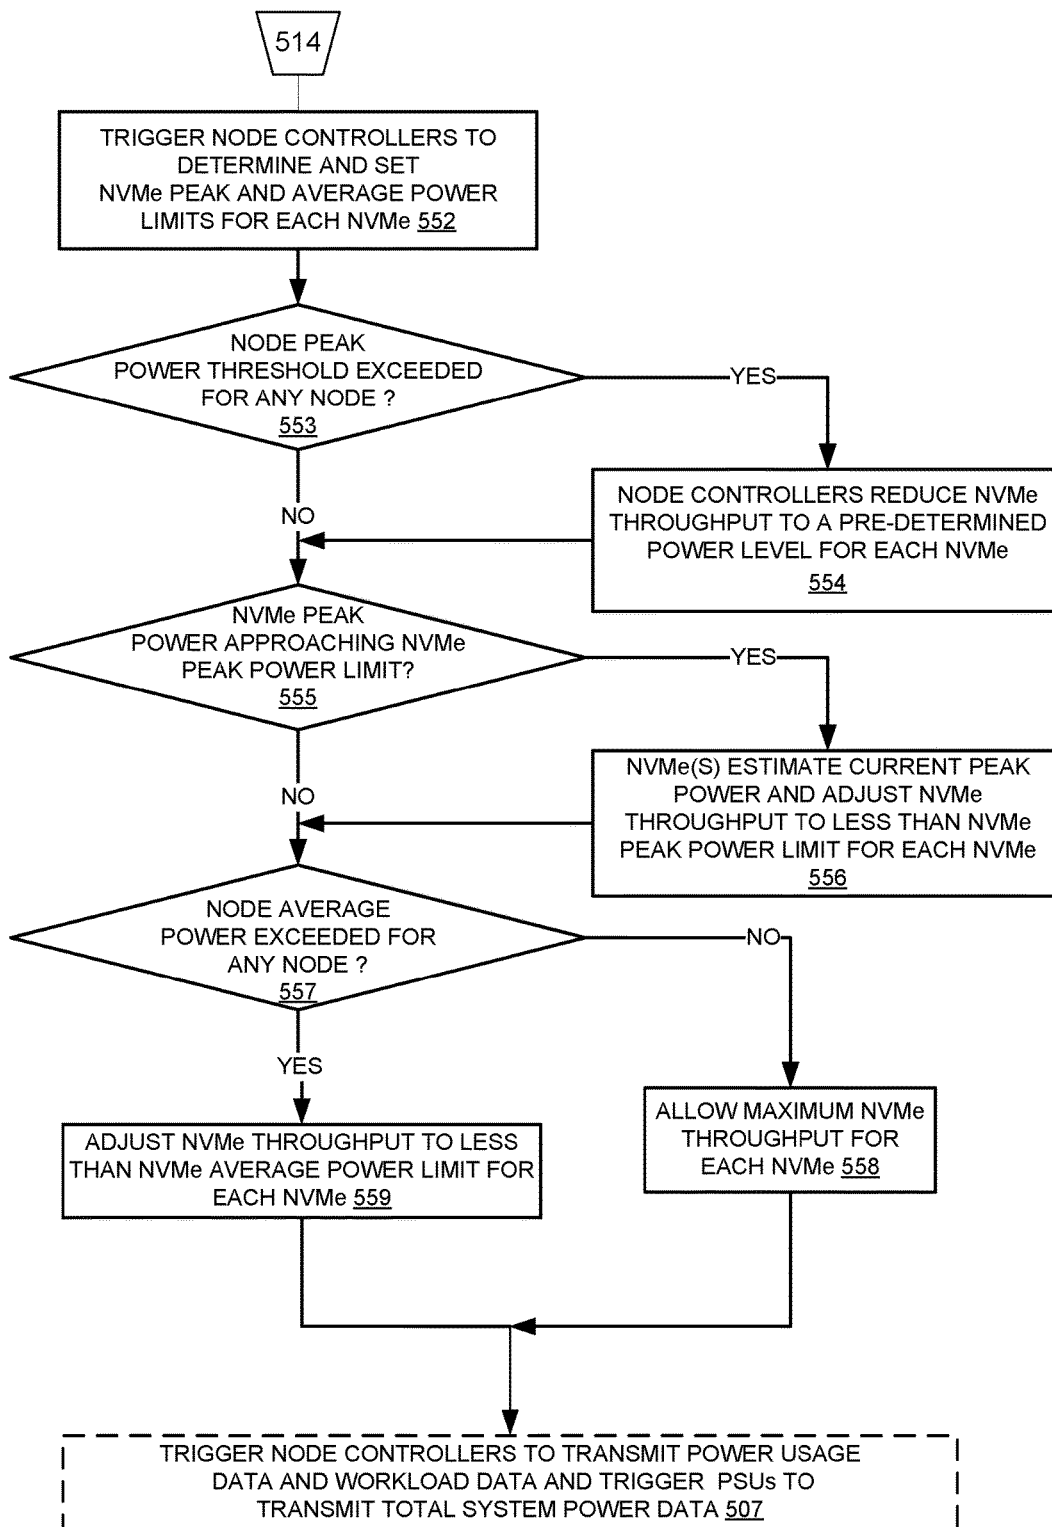 514
TRIGGER NODE CONTROLLERS TO
DETERMINE AND SET
NVMe PEAK AND AVERAGE POWER
LIMITS FOR EACH NVMe 552
NODE PEAK
POWER THRESHOLD EXCEEDED
FOR ANY NODE ?
553
YES
NO
NODE CONTROLLERS REDUCE NVMe
THROUGHPUT TO A PRE-DETERMINED
POWER LEVEL FOR EACH NVMe
554
NVMe PEAK
POWER APPROACHING NVMe
PEAK POWER LIMIT?
555
YES
NO
NVMe(S) ESTIMATE CURRENT PEAK
POWER AND ADJUST NVMe
THROUGHPUT TO LESS THAN NVMe
PEAK POWER LIMIT FOR EACH NVMe
556
NODE AVERAGE
POWER EXCEEDED FOR
ANY NODE ?
557
NO
YES
ALLOW MAXIMUM NVMe
THROUGHPUT FOR
EACH NVMe 558
ADJUST NVMe THROUGHPUT TO LESS
THAN NVMe AVERAGE POWER LIMIT FOR
EACH NVMe 559
TRIGGER NODE CONTROLLERS TO TRANSMIT POWER USAGE
DATA AND WORKLOAD DATA AND TRIGGER PSUs TO
TRANSMIT TOTAL SYSTEM POWER DATA 507